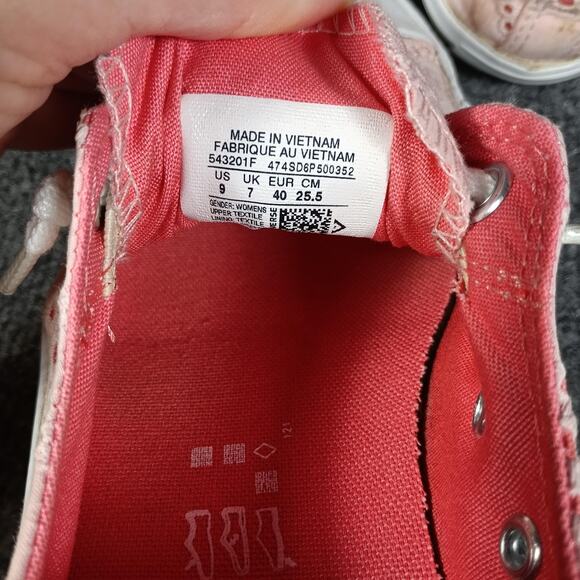 MADE IN VIETNAM
FABRIQUE AU VIETNAM
543201F 474SD6P500352
US UK EUR CM
9 7 40 25.5
GENDER: WOMENS
UPPER TEXTILE
LINING: TEXTILE
121